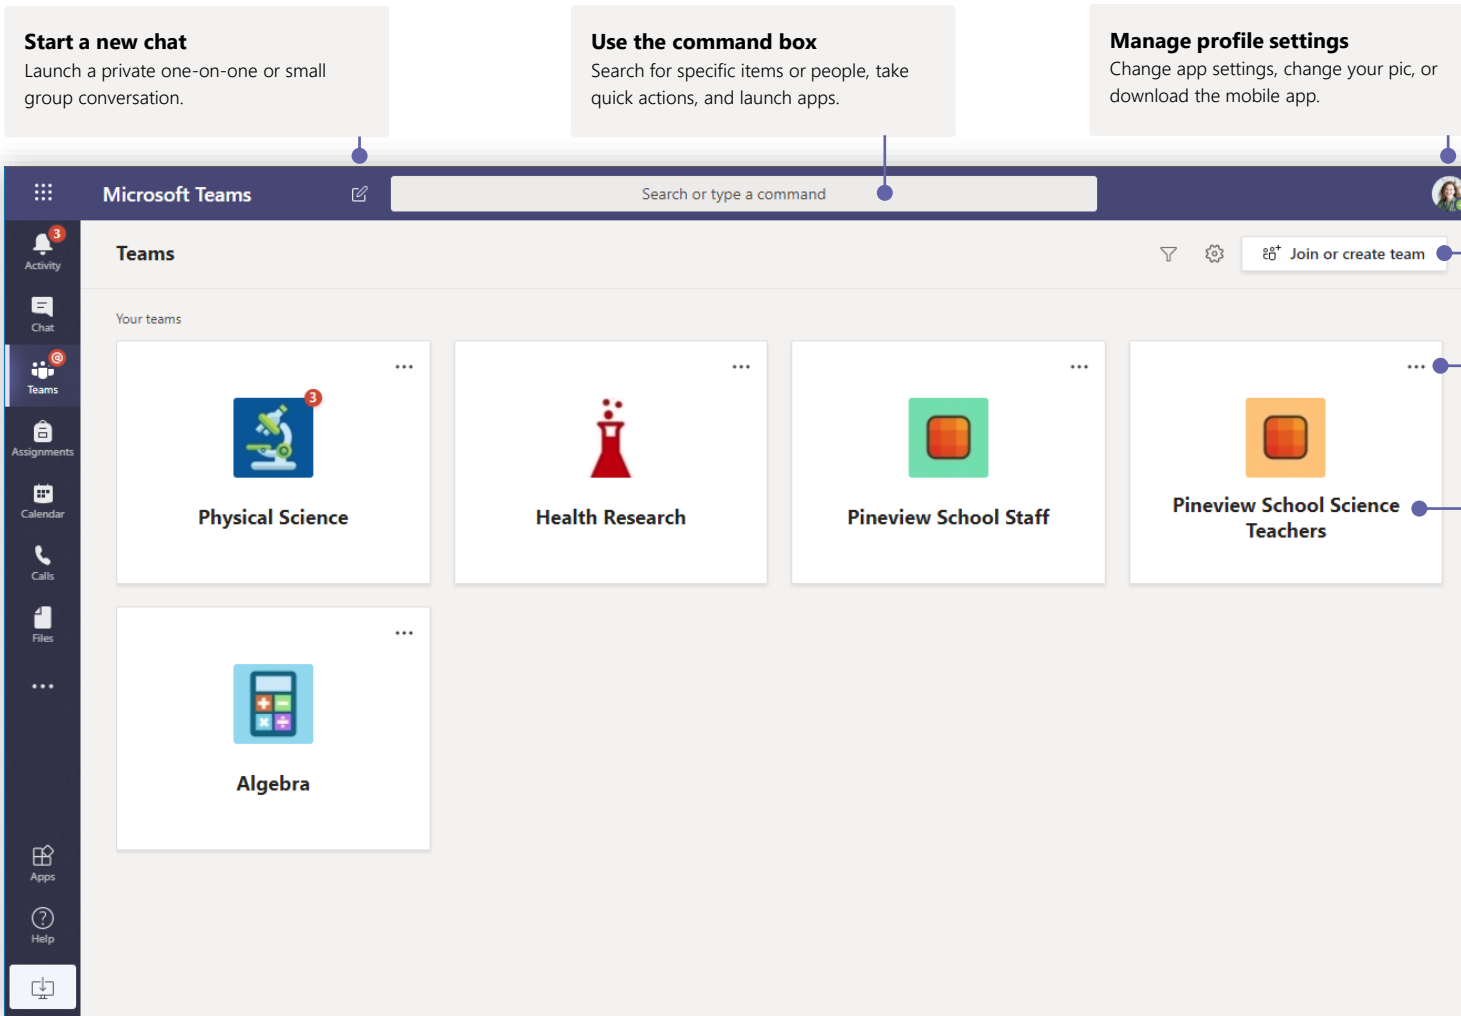 Start a new chat
Launch a private one-on-one or small
group conversation.
Use the command box
Search for specific items or people, take
quick actions, and launch apps.
Manage profile settings
Change app settings, change your pic, or
download the mobile app.
Microsoft Teams
Search or type a command
3
Activity
Chat
@
Teams
Assignments
Calendar
Calls
Files
Apps
Help
Teams
Join or create team
Your teams
3
Physical Science
Health Research
Pineview School Staff
Pineview School Science
Teachers
Algebra